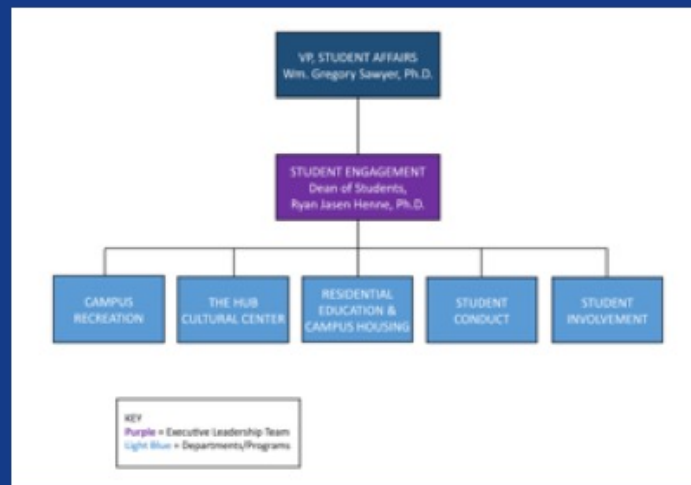 VP, STUDENT AFFAIRS
Wm. Gregory Sawyer, Ph.D.
STUDENT ENGAGEMENT
Dean of Students,
Ryan Jasen Henne, Ph.D.
CAMPUS
RECREATION
THE HUB
CULTURAL CENTER
RESIDENTIAL
EDUCATION &
CAMPUS HOUSING
STUDENT
CONDUCT
STUDENT
INVOLVEMENT
KEY
Purple = Executive Leadership Team
Light Blue = Departments/Programs